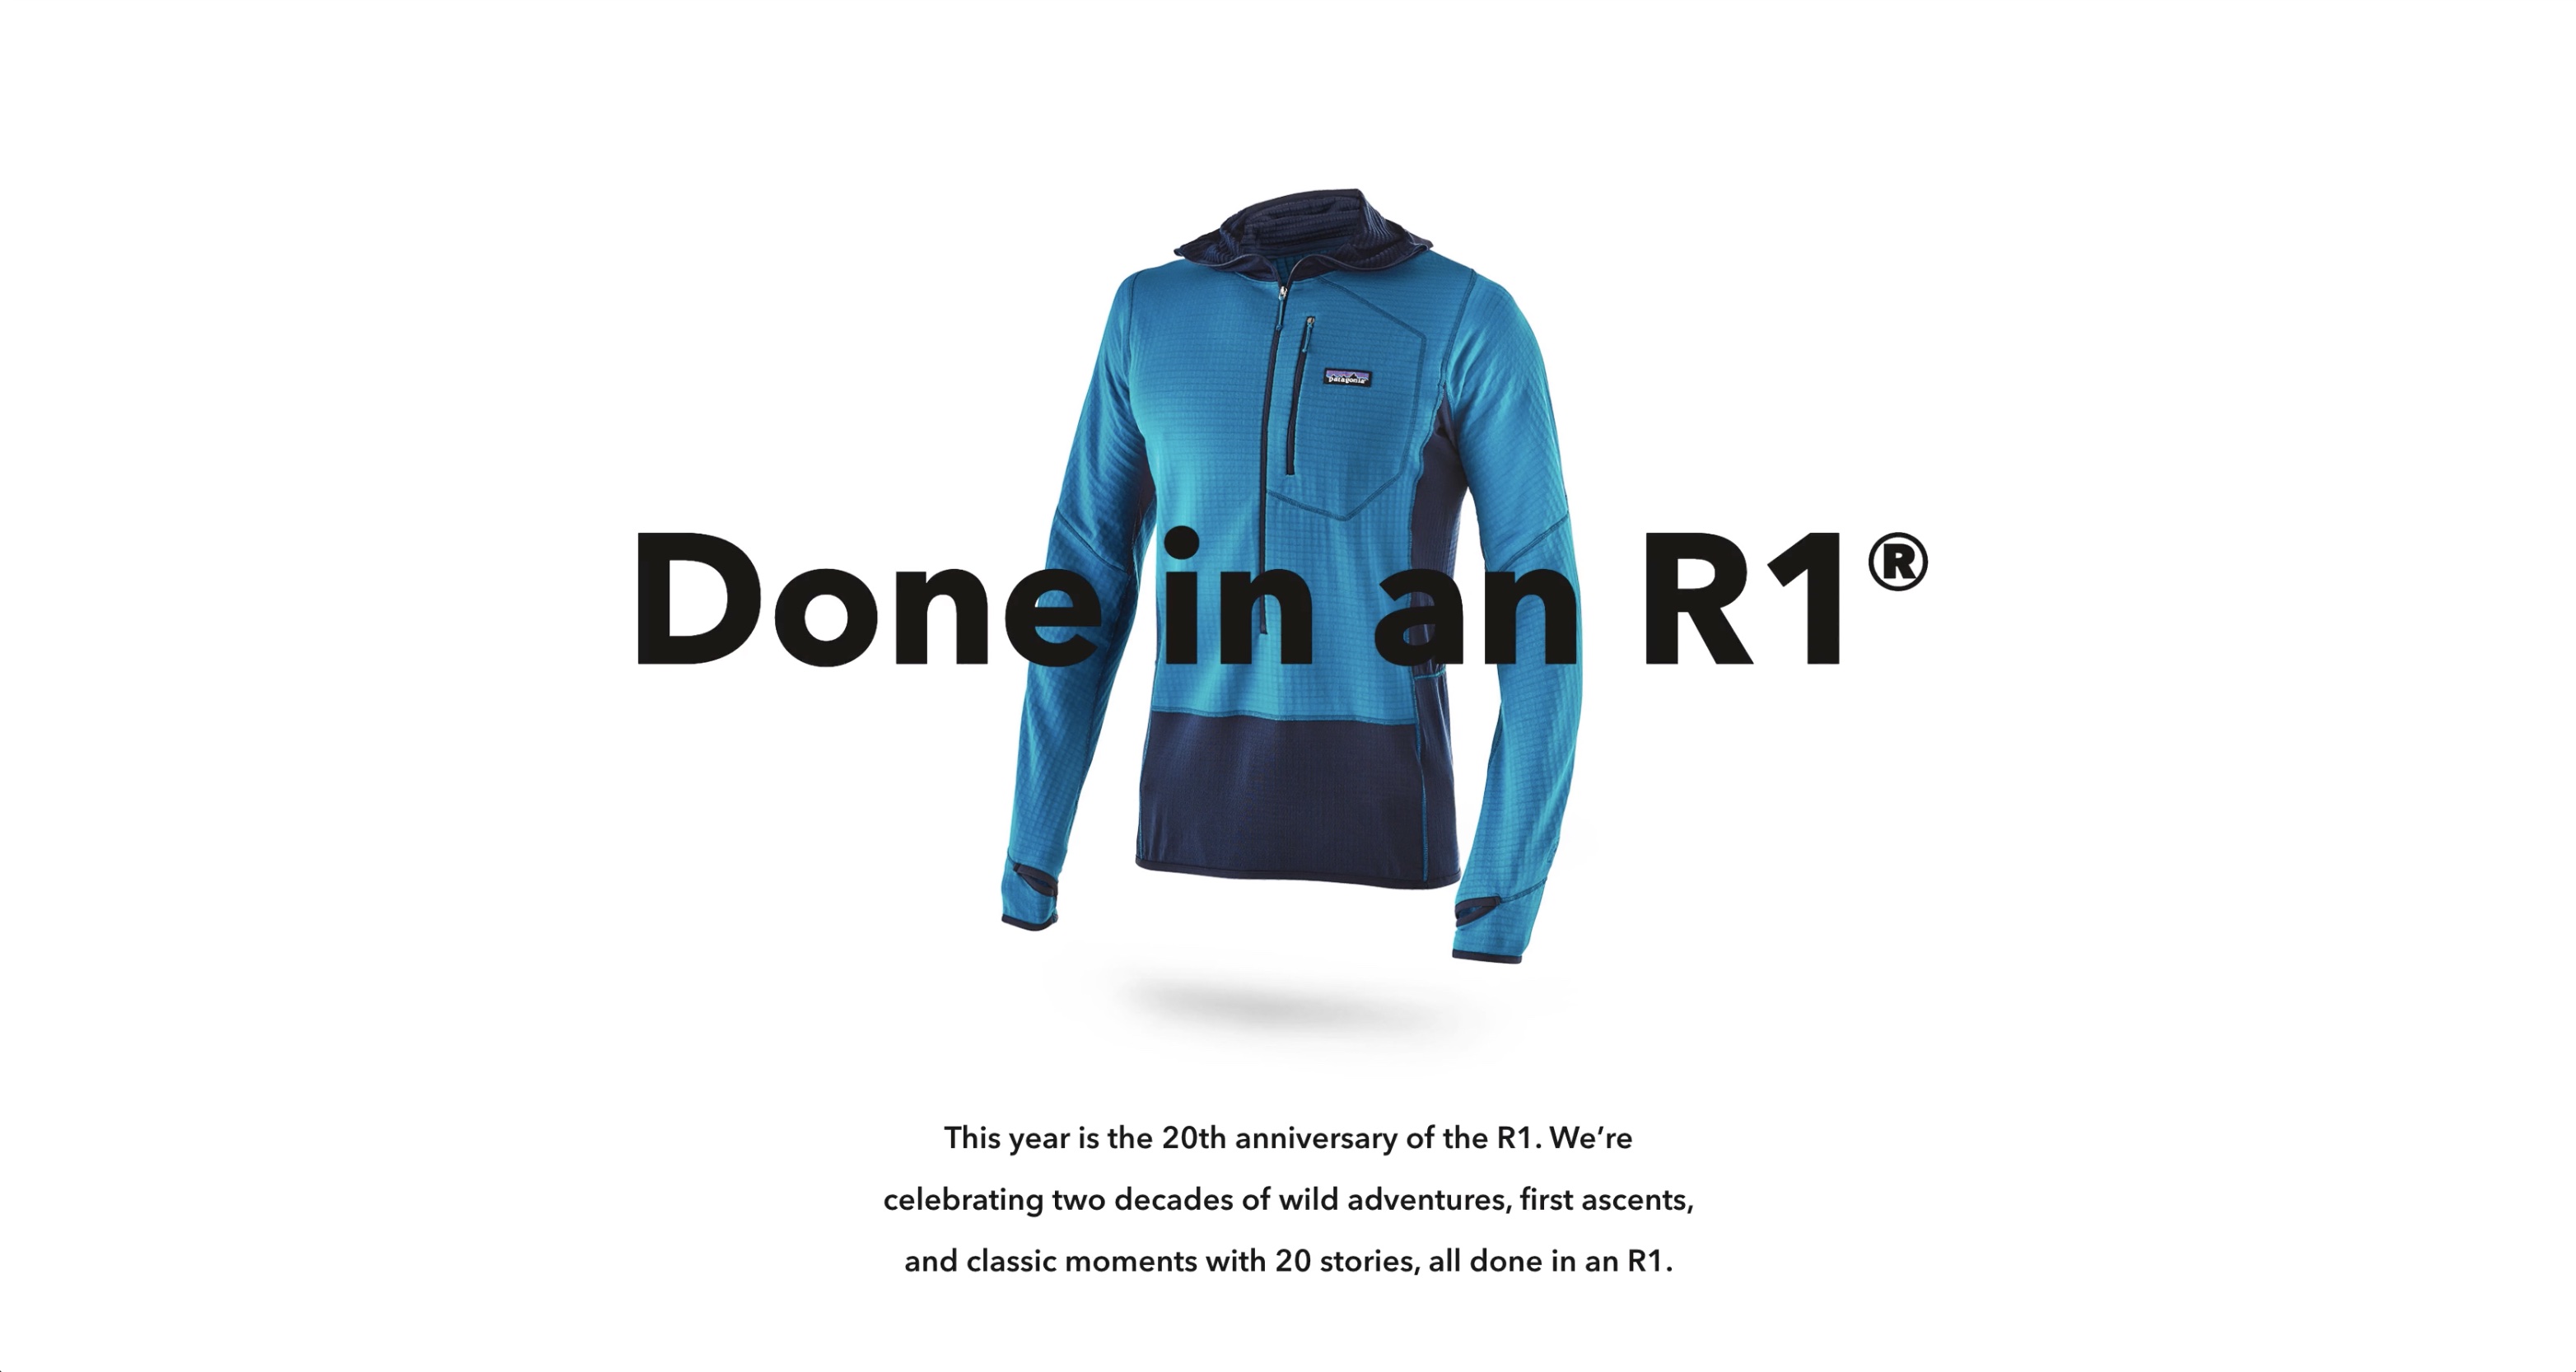 patagonia
Done in an R1®
This year is the 20th anniversary of the R1. We’re
celebrating two decades of wild adventures, first ascents,
and classic moments with 20 stories, all done in an R1.